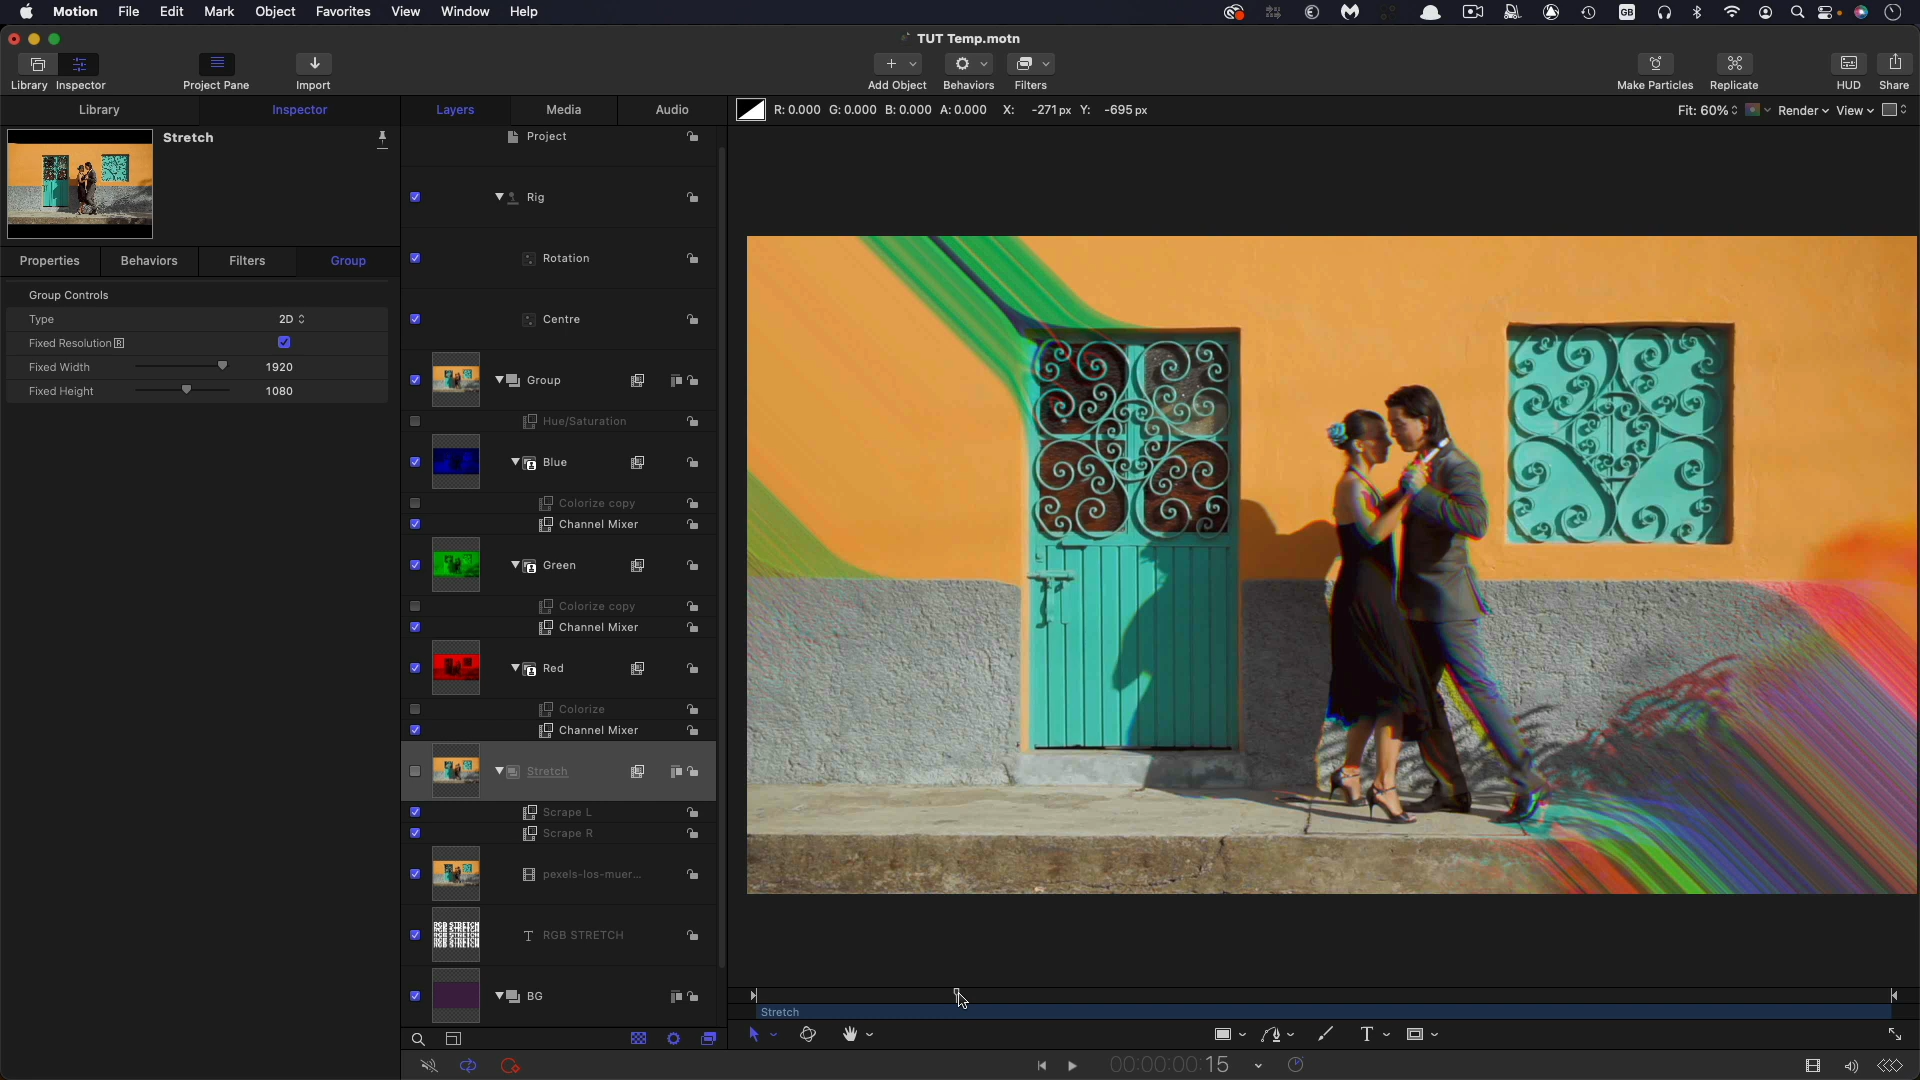 Motion File Edit Mark Object Favorites View Window Help
GB
TUT Temp.motn
Library Inspector Project Pane Import Add Object Behaviors Filters Make Particles Replicate HUD Share
Library Inspector Layers Media Audio R: 0.000 G: 0.000 B: 0.000 A: 0.000 X: -271 px Y: -695 px Fit: 60% Render View
Stretch
Properties Behaviors Filters Group
Group Controls
Type 2D
Fixed Resolution R
Fixed Width 1920
Fixed Height 1080
Project
Rig
Rotation
Centre
Group
Hue/Saturation
Blue
Colorize copy
Channel Mixer
Green
Colorize copy
Channel Mixer
Red
Colorize
Channel Mixer
Stretch
Scrape L
Scrape R
pexels-los-muer...
RGB STRETCH
BG
Stretch
T
00:00:00:15